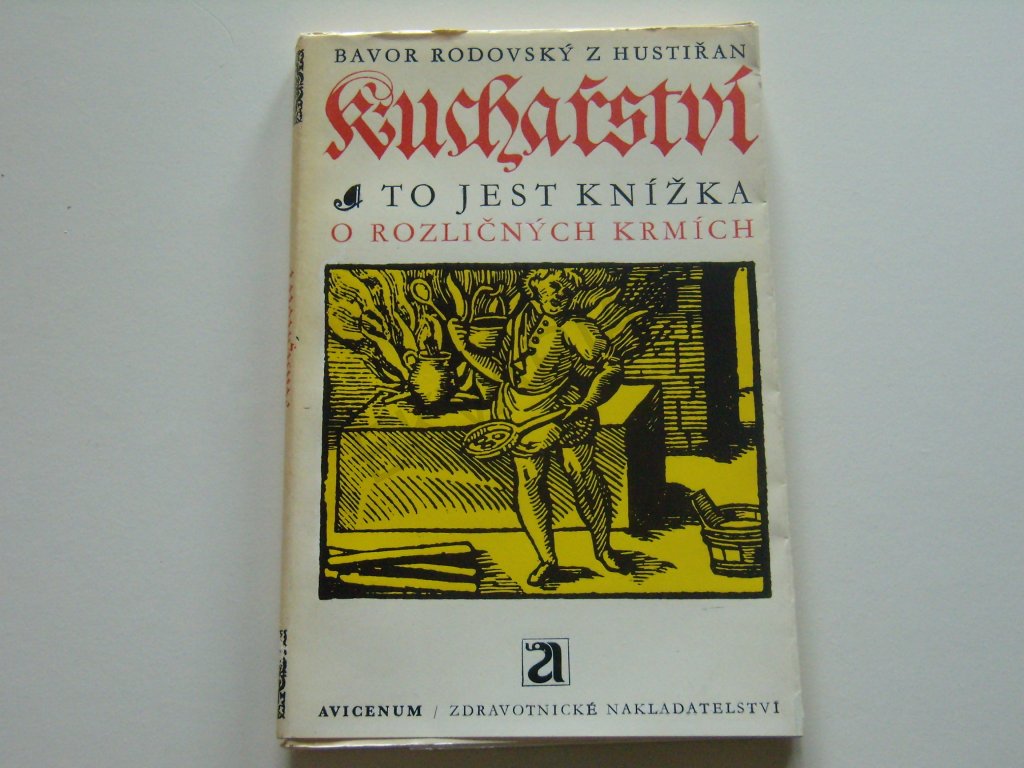 BAVOR RODOVSKÝ Z HUSTIŘAN
Kuchařství
TO JEST KNÍŽKA
O ROZLIČNÝCH KRMÍCH
a
AVICENUM / ZDRAVOTNICKÉ NAKLADATELSTVÍ